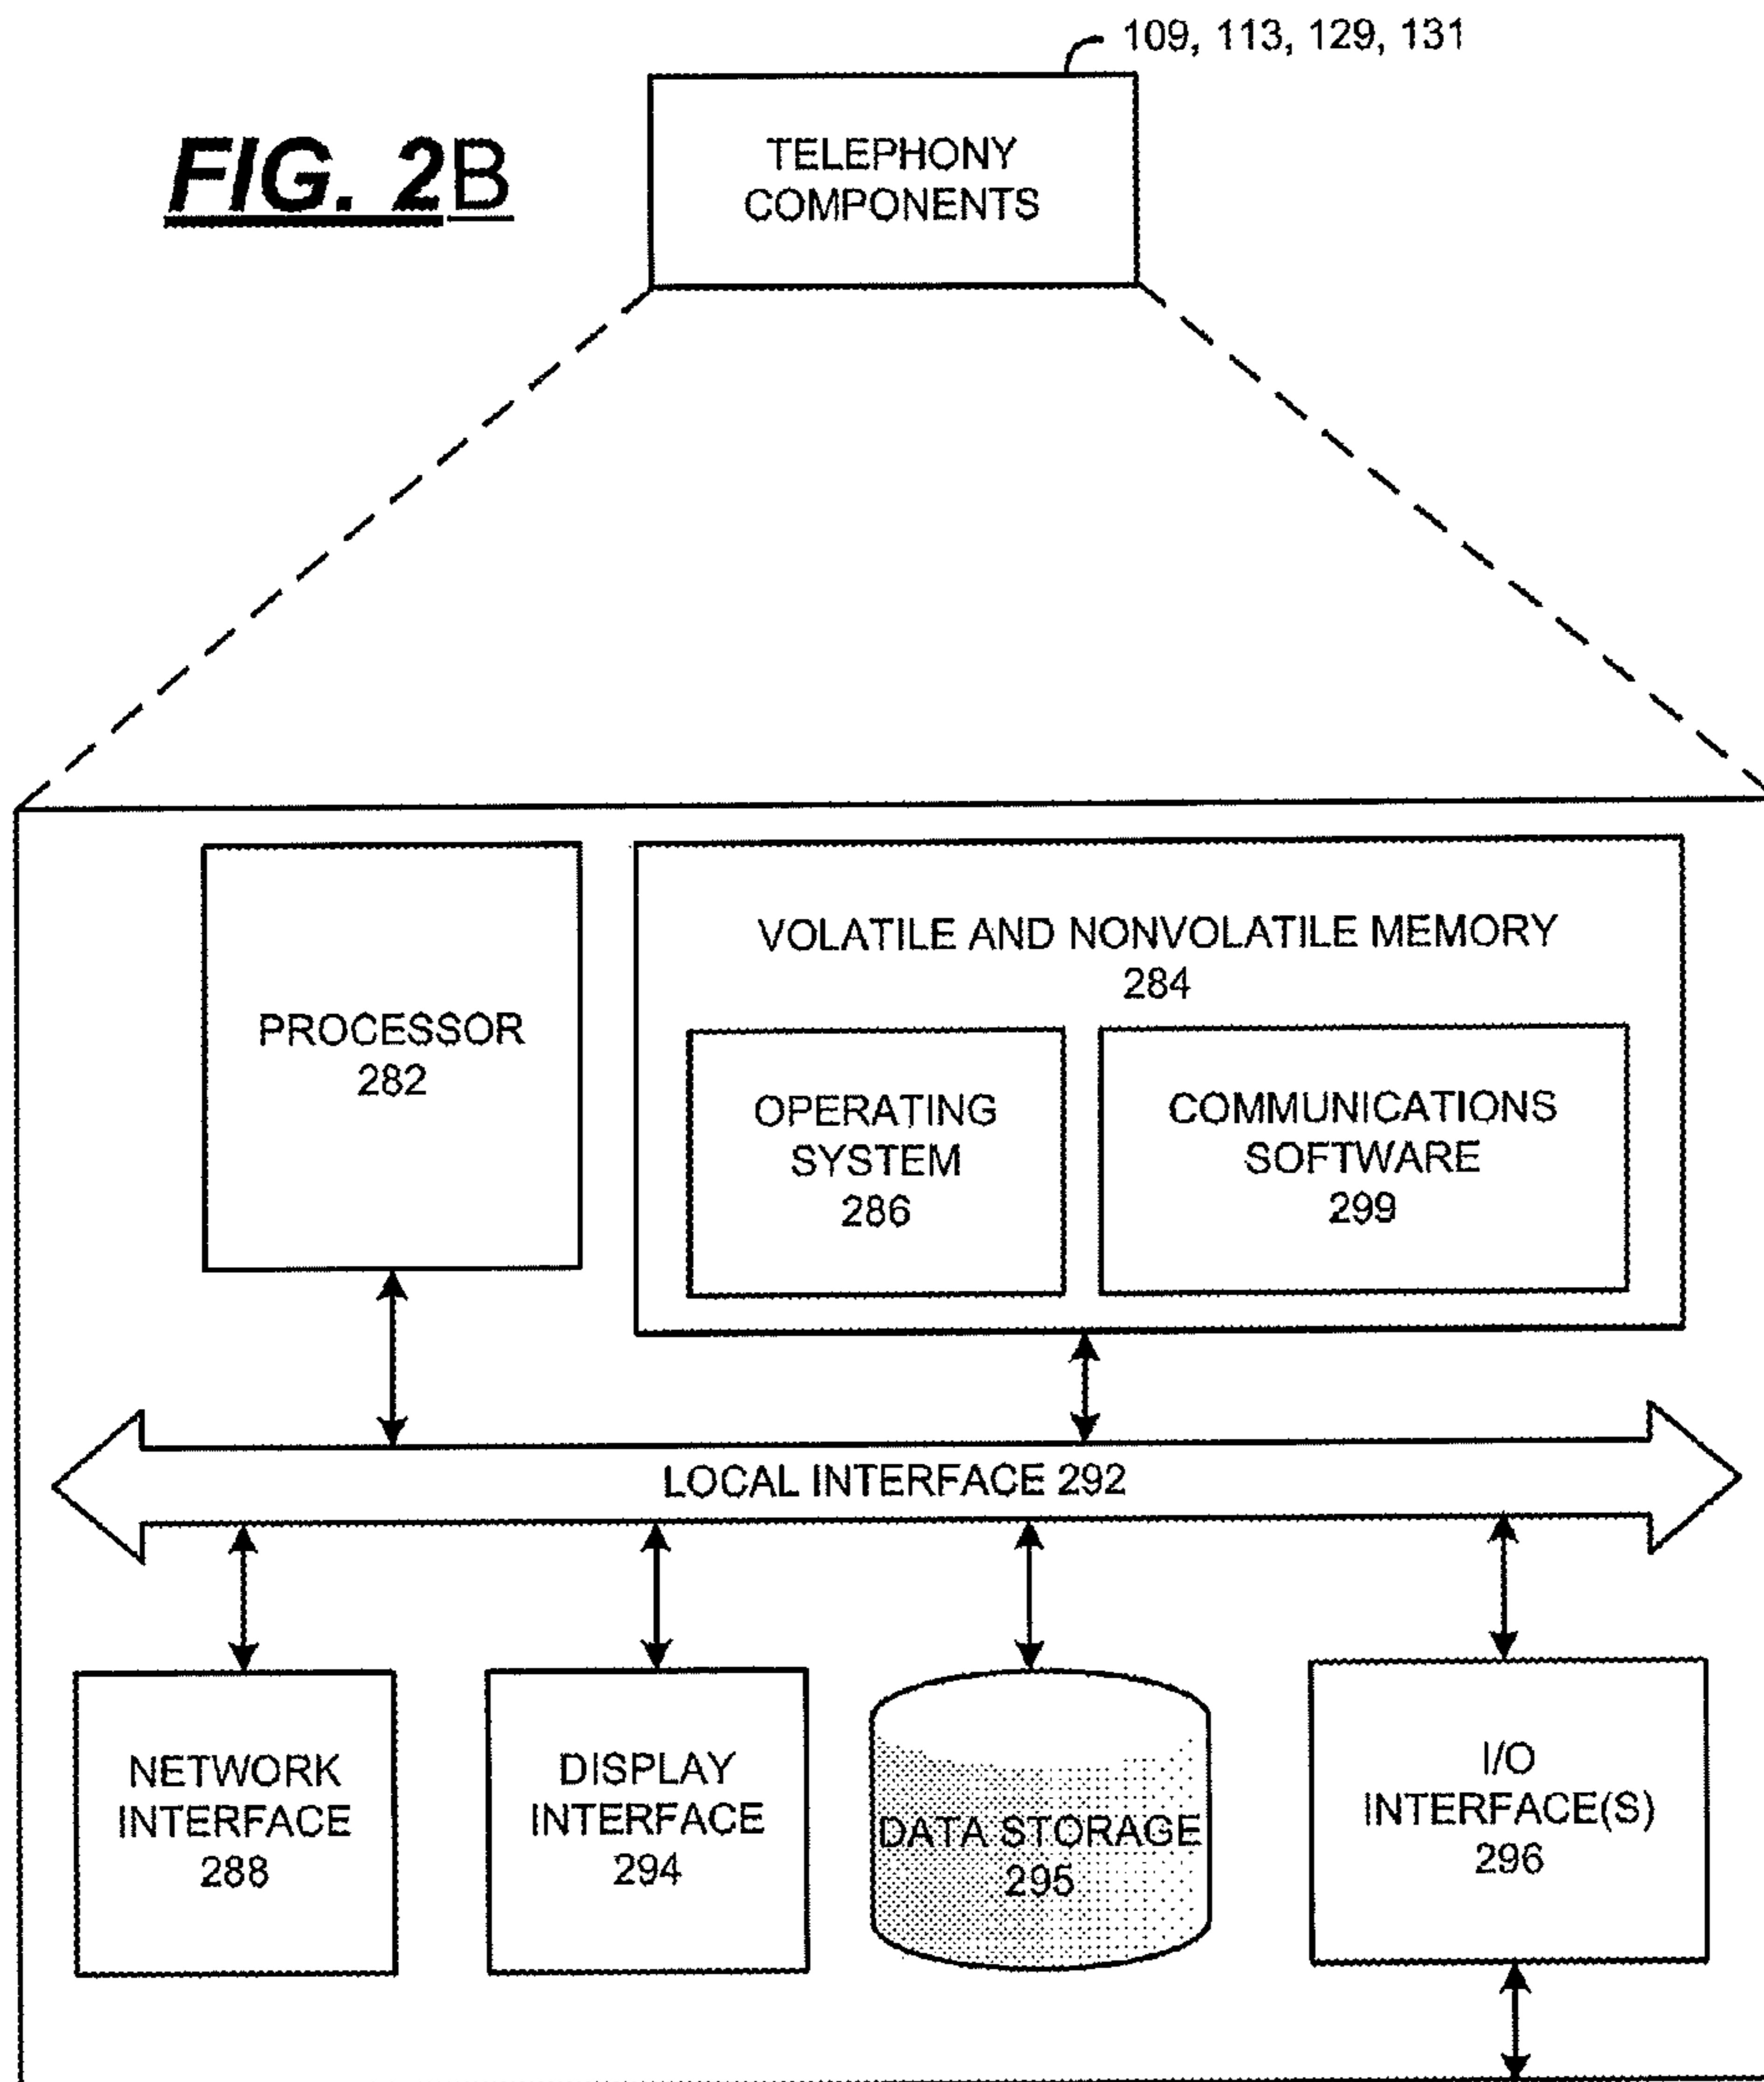 109, 113, 129, 131
FIG. 2B
TELEPHONY
COMPONENTS
PROCESSOR
282
VOLATILE AND NONVOLATILE MEMORY
284
OPERATING
SYSTEM
286
COMMUNICATIONS
SOFTWARE
299
LOCAL INTERFACE 292
NETWORK
INTERFACE
288
DISPLAY
INTERFACE
294
DATA STORAGE
295
I/O
INTERFACE(S)
296